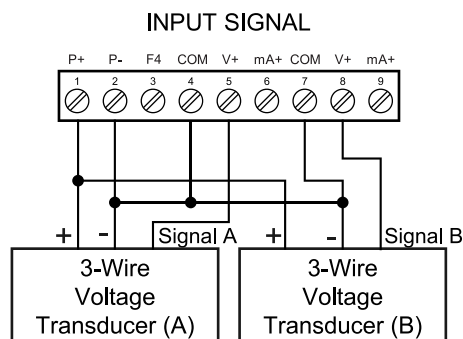 INPUT SIGNAL
P+ P- F4 COM V+ mA+ COM V+ mA+
1 2 3 4 5 6 7 8 9
+ - Signal A + - Signal B
3-Wire 3-Wire
Voltage Voltage
Transducer (A) Transducer (B)